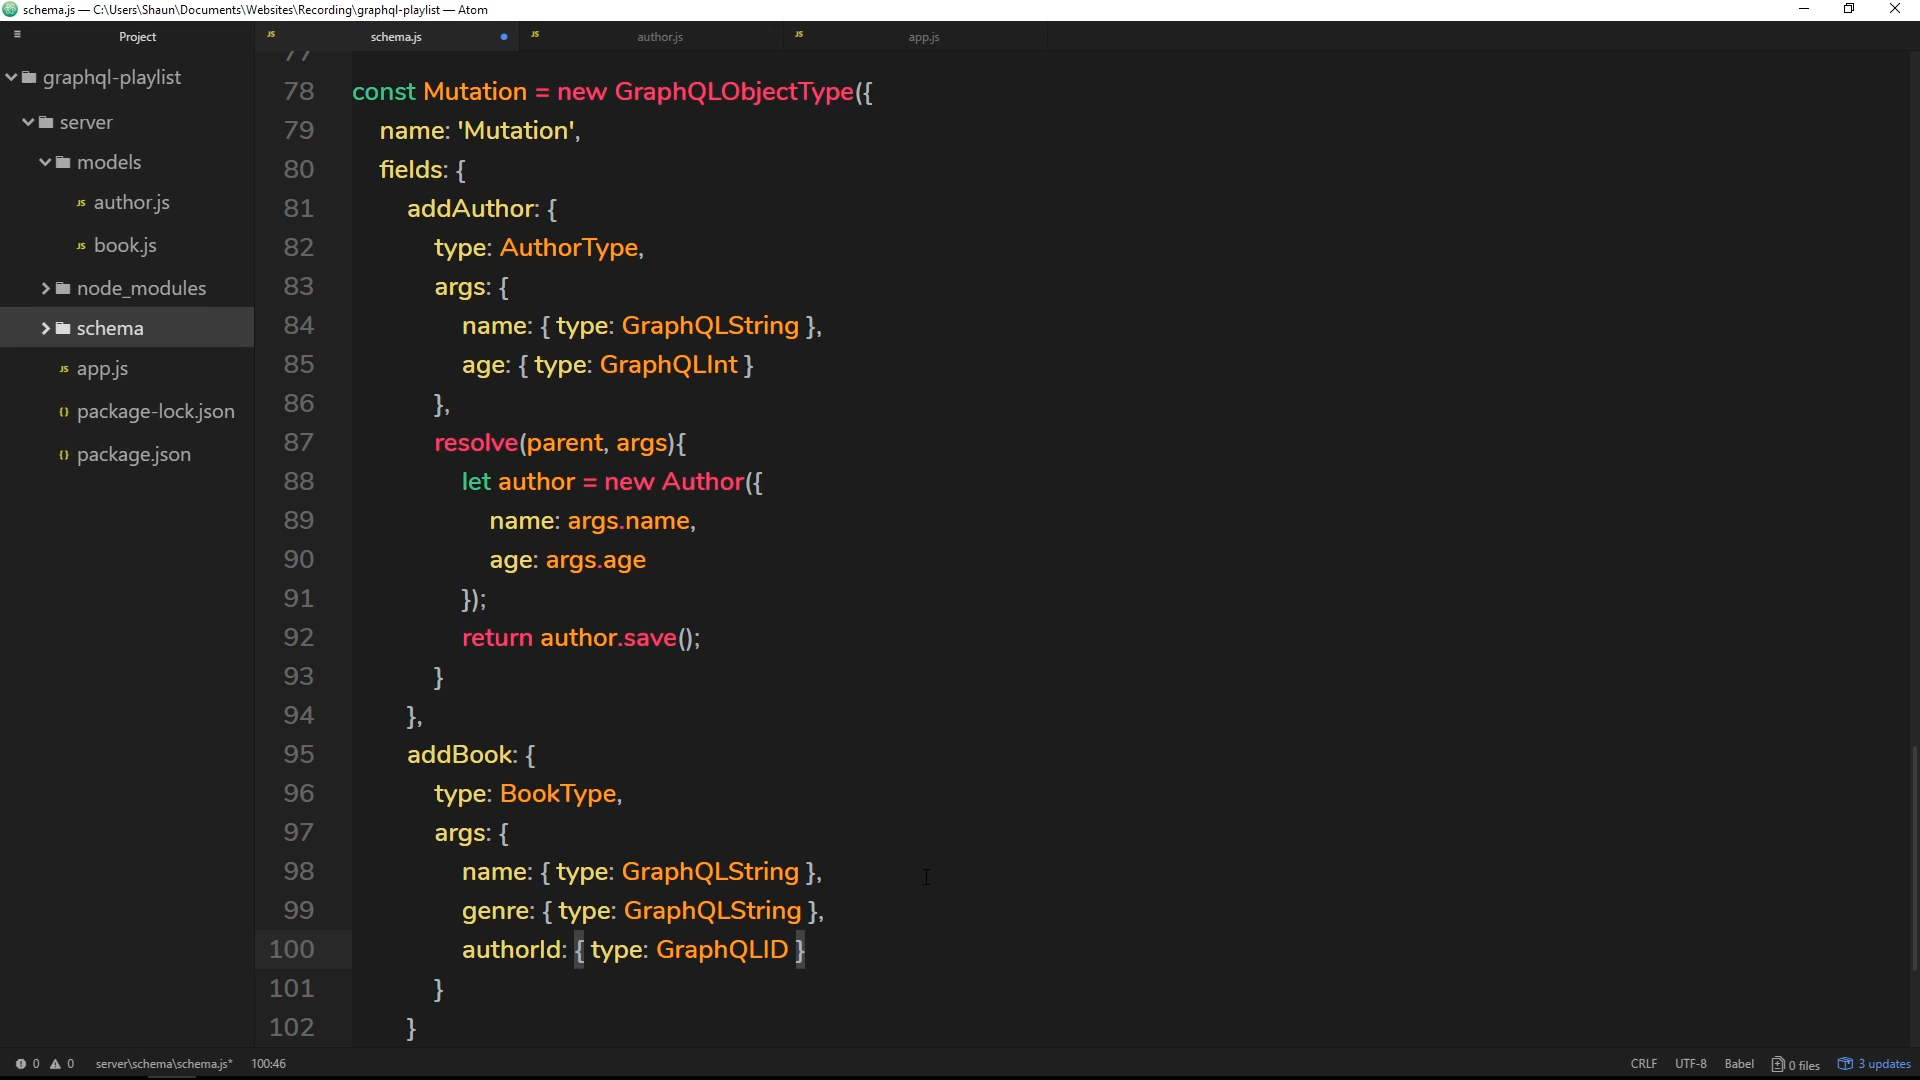 schema.js — C:\Users\Shaun\Documents\Websites\Recording\graphql-playlist — Atom
Project
schema.js
author.js
app.js
graphql-playlist
server
models
JS author.js
JS book.js
node_modules
schema
JS app.js
{} package-lock.json
{} package.json
77
78 const Mutation = new GraphQLObjectType({
79 name: 'Mutation',
80 fields: {
81 addAuthor: {
82 type: AuthorType,
83 args: {
84 name: { type: GraphQLString },
85 age: { type: GraphQLInt }
86 },
87 resolve(parent, args){
88 let author = new Author({
89 name: args.name,
90 age: args.age
91 });
92 return author.save();
93 }
94 },
95 addBook: {
96 type: BookType,
97 args: {
98 name: { type: GraphQLString },
99 genre: { type: GraphQLString },
100 authorId: { type: GraphQLID }
101 }
102 }
0 0 server\schema\schema.js* 100:46
CRLF UTF-8 Babel 0 files 3 updates